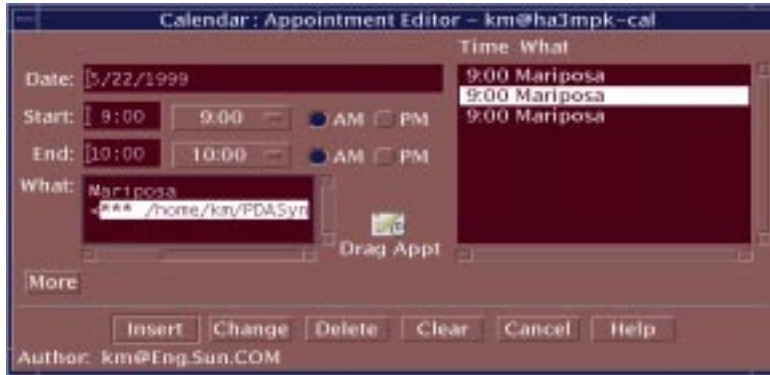 Calendar : Appointment Editor – km@ha3mpk-cal
Time What
Date: 5/22/1999
9:00 Mariposa
9:00 Mariposa
9:00 Mariposa
Start: 9:00 9:00 AM PM
End: 10:00 10:00 AM PM
What: Mariposa
<*** /home/km/PDASyn
Drag Appt
More
Insert Change Delete Clear Cancel Help
Author: km@Eng.Sun.COM